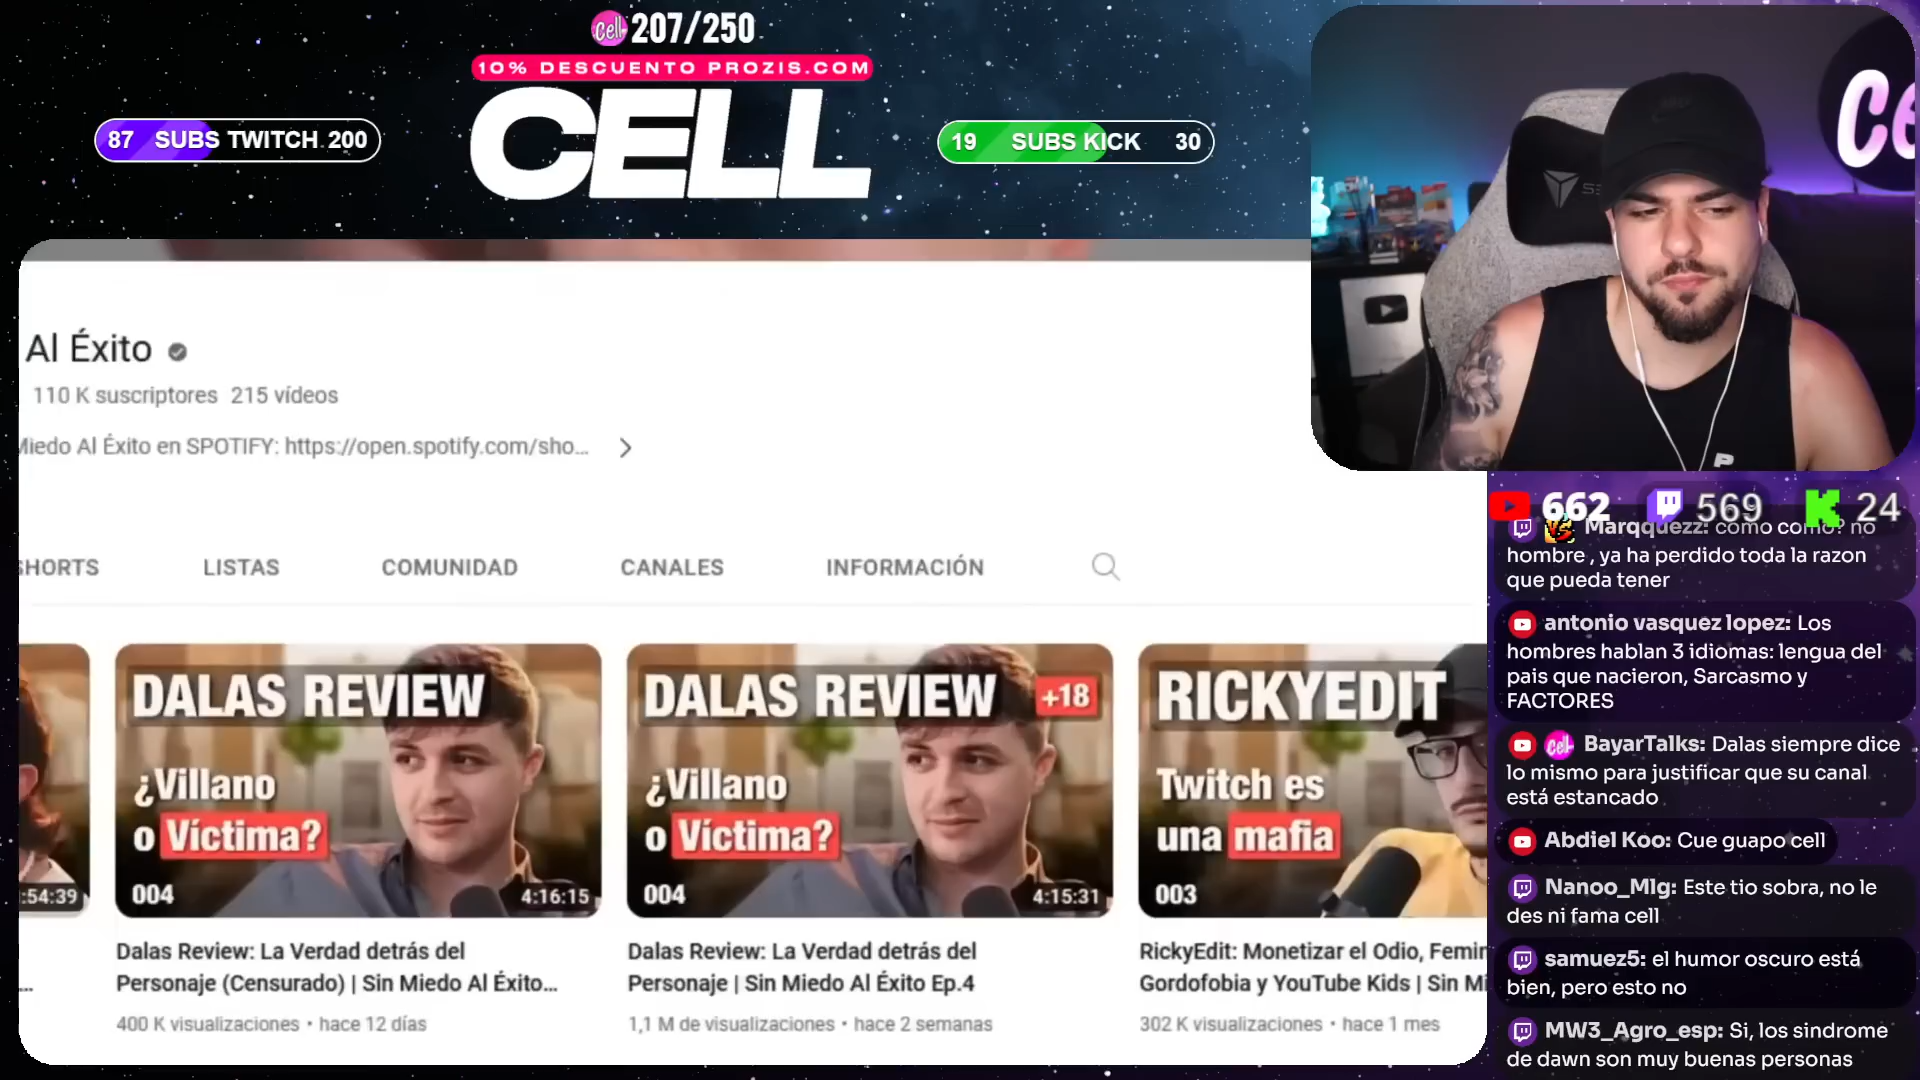 Cell 207/250
10% DESCUENTO PROZIS.COM
CELL
87 SUBS TWITCH 200
19 SUBS KICK 30
Al Éxito
110 K suscriptores 215 vídeos
Miedo Al Éxito en SPOTIFY: https://open.spotify.com/sho...
SHORTS LISTAS COMUNIDAD CANALES INFORMACIÓN
:54:39
...
DALAS REVIEW
¿Villano
o Víctima?
004
4:16:15
Dalas Review: La Verdad detrás del
Personaje (Censurado) | Sin Miedo Al Éxito...
400 K visualizaciones • hace 12 días
DALAS REVIEW
+18
¿Villano
o Víctima?
004
4:15:31
Dalas Review: La Verdad detrás del
Personaje | Sin Miedo Al Éxito Ep.4
1,1 M de visualizaciones • hace 2 semanas
RICKYEDIT
Twitch es
una mafia
003
RickyEdit: Monetizar el Odio, Femin
Gordofobia y YouTube Kids | Sin Mi
302 K visualizaciones • hace 1 mes
Ce
662 569 K 24
VS Marqquezz: como como? no
hombre , ya ha perdido toda la razon
que pueda tener
antonio vasquez lopez: Los
hombres hablan 3 idiomas: lengua del
pais que nacieron, Sarcasmo y
FACTORES
Cell BayarTalks: Dalas siempre dice
lo mismo para justificar que su canal
está estancado
Abdiel Koo: Cue guapo cell
Nanoo_Mlg: Este tio sobra, no le
des ni fama cell
samuez5: el humor oscuro está
bien, pero esto no
MW3_Agro_esp: Si, los sindrome
de dawn son muy buenas personas